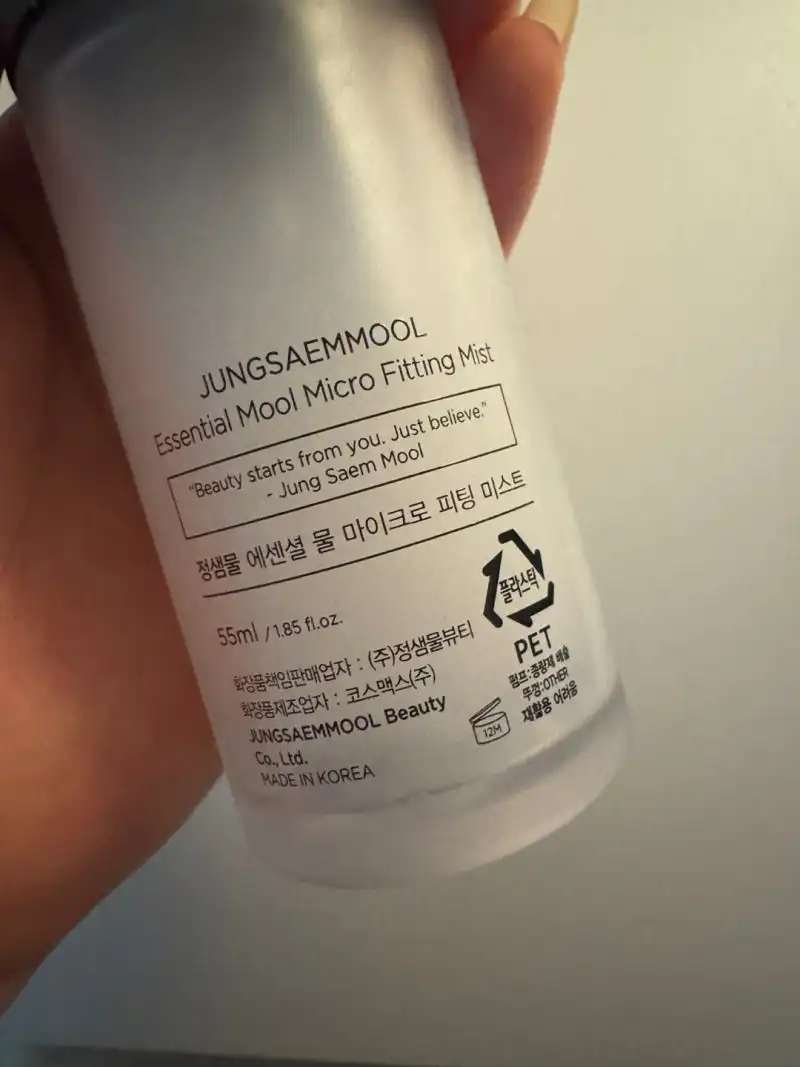 JUNGSAEMMOOL
Essential Mool Micro Fitting Mist
“Beauty starts from you. Just believe.”
- Jung Saem Mool
정샘물 에센셜 물 마이크로 피팅 미스트
55ml / 1.85 fl.oz.
화장품책임판매업자 : (주)정샘물뷰티
화장품제조업자 : 코스맥스(주)
JUNGSAEMMOOL Beauty
Co., Ltd.
MADE IN KOREA
플라스틱
PET
펌프:종량제 배출
뚜껑:OTHER
재활용 어려움
12M